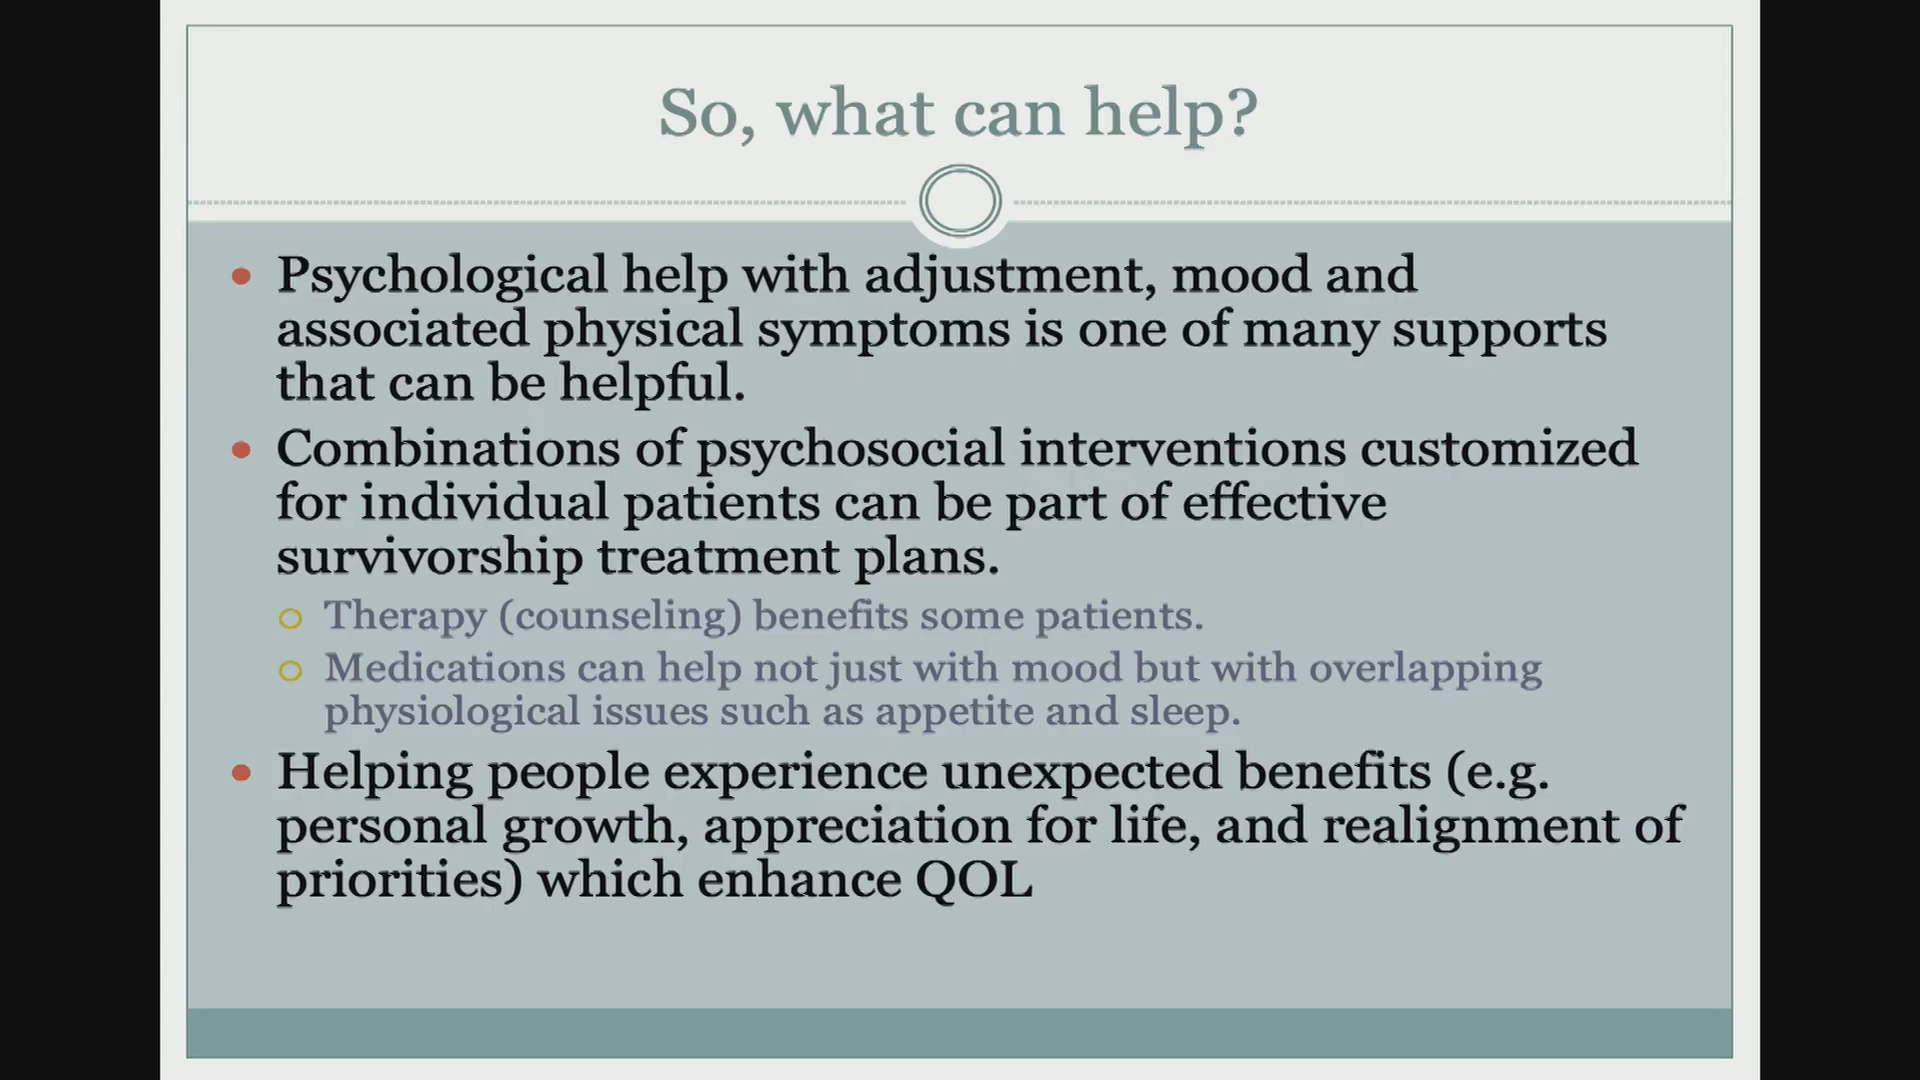 So, what can help?
• Psychological help with adjustment, mood and
associated physical symptoms is one of many supports
that can be helpful.
• Combinations of psychosocial interventions customized
for individual patients can be part of effective
survivorship treatment plans.
○ Therapy (counseling) benefits some patients.
○ Medications can help not just with mood but with overlapping
physiological issues such as appetite and sleep.
• Helping people experience unexpected benefits (e.g.
personal growth, appreciation for life, and realignment of
priorities) which enhance QOL